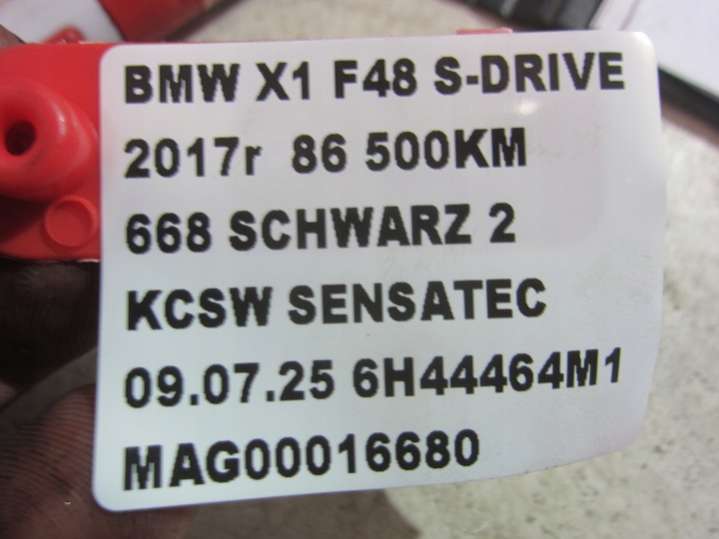 BMW X1 F48 S-DRIVE
2017r 86 500KM
668 SCHWARZ 2
KCSW SENSATEC
09.07.25 6H44464M1
MAG00016680